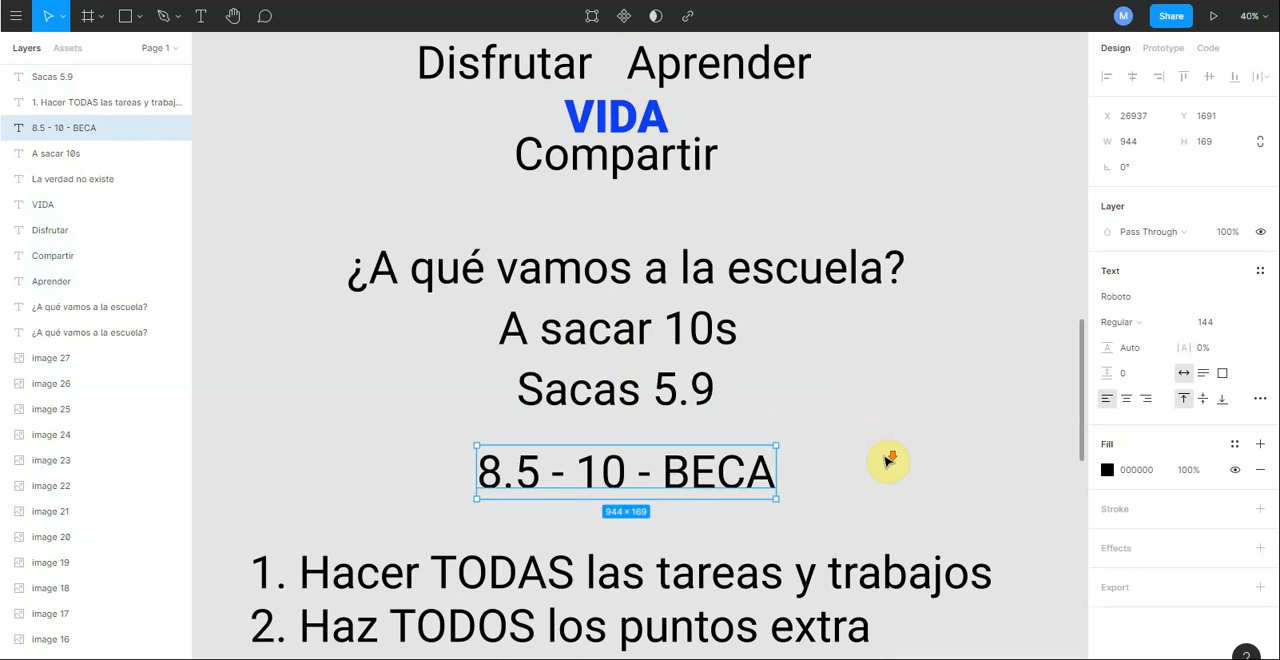 M
Share
40%
Layers
Assets
Page 1
Design
Prototype
Code
Sacas 5.9
1. Hacer TODAS las tareas y trabaj...
8.5 - 10 - BECA
A sacar 10s
La verdad no existe
VIDA
Disfrutar
Compartir
Aprender
¿A qué vamos a la escuela?
¿A qué vamos a la escuela?
image 27
image 26
image 25
image 24
image 23
image 22
image 21
image 20
image 19
image 18
image 17
image 16
Disfrutar Aprender
VIDA
Compartir
¿A qué vamos a la escuela?
A sacar 10s
Sacas 5.9
8.5 - 10 - BECA
944 × 169
1. Hacer TODAS las tareas y trabajos
2. Haz TODOS los puntos extra
X 26937 Y 1691
W 944 H 169
0°
Layer
Pass Through 100%
Text
Roboto
Regular 144
Auto 0%
0
Fill
000000 100%
Stroke
Effects
Export
?